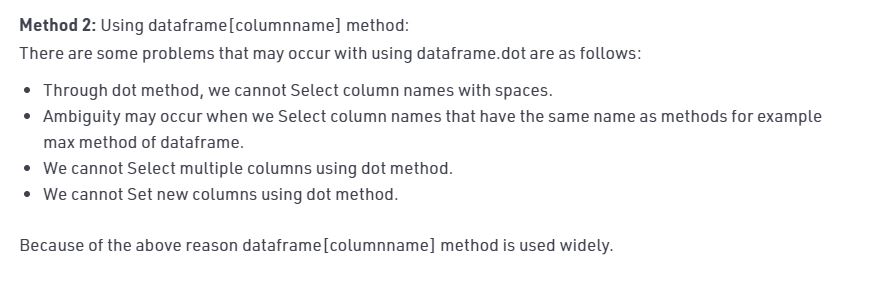 Method 2: Using dataframe[columnname] method:
There are some problems that may occur with using dataframe.dot are as follows:
• Through dot method, we cannot Select column names with spaces.
• Ambiguity may occur when we Select column names that have the same name as methods for example
max method of dataframe.
• We cannot Select multiple columns using dot method.
• We cannot Set new columns using dot method.
Because of the above reason dataframe[columnname] method is used widely.